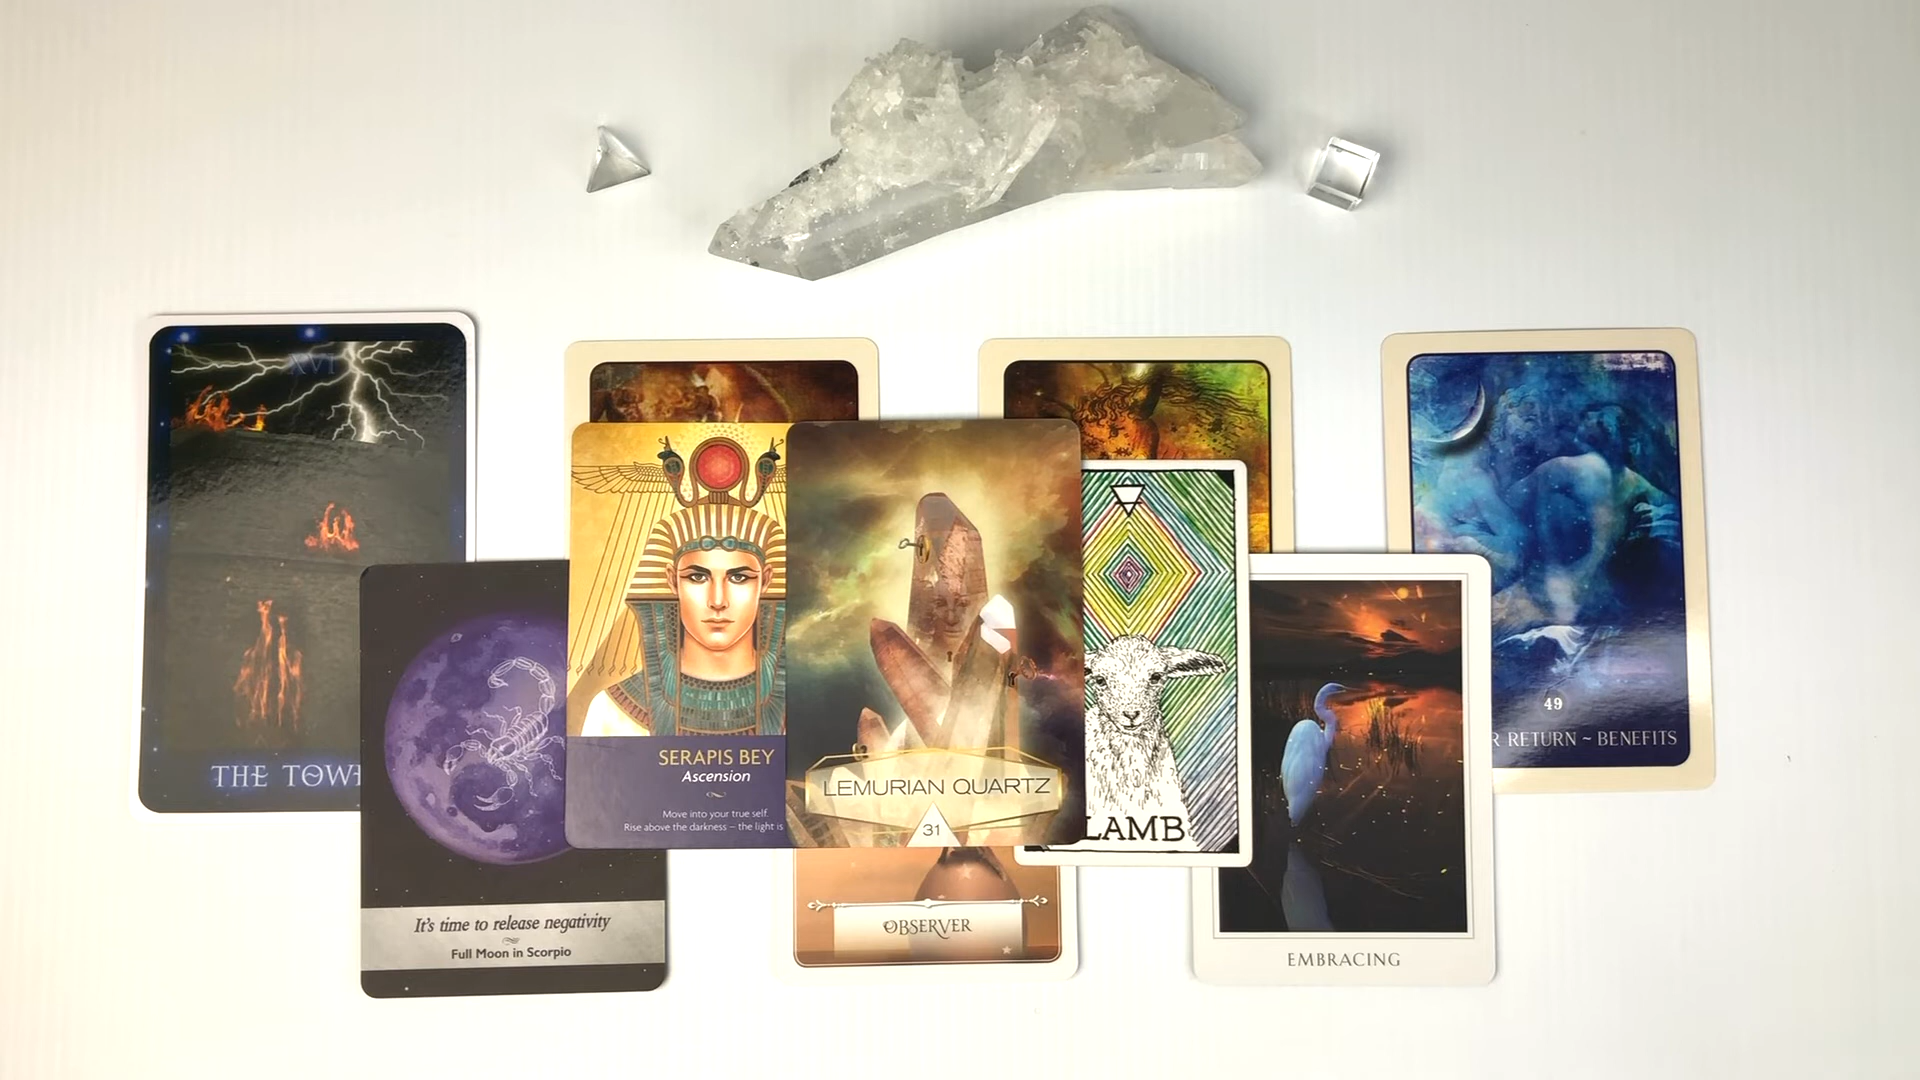 XVI
THE TOW
It's time to release negativity
Full Moon in Scorpio
SERAPIS BEY
Ascension
Move into your true self.
Rise above the darkness – the light is
LEMURIAN QUARTZ
31
OBSERVER
LAMB
EMBRACING
49
R RETURN ~ BENEFITS